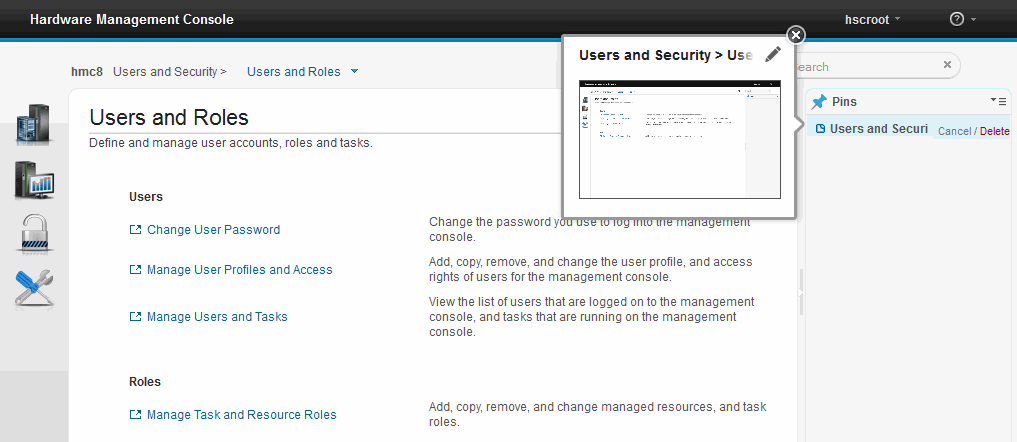 Hardware Management Console
hscroot
?
hmc8 Users and Security > Users and Roles
Users and Security > Use
earch
Pins
Users and Securi Cancel / Delete
Users and Roles
Define and manage user accounts, roles and tasks.
Users
Change User Password
Change the password you use to log into the management
console.
Manage User Profiles and Access
Add, copy, remove, and change the user profile, and access
rights of users for the management console.
Manage Users and Tasks
View the list of users that are logged on to the management
console, and tasks that are running on the management
console.
Roles
Manage Task and Resource Roles
Add, copy, remove, and change managed resources, and task
roles.